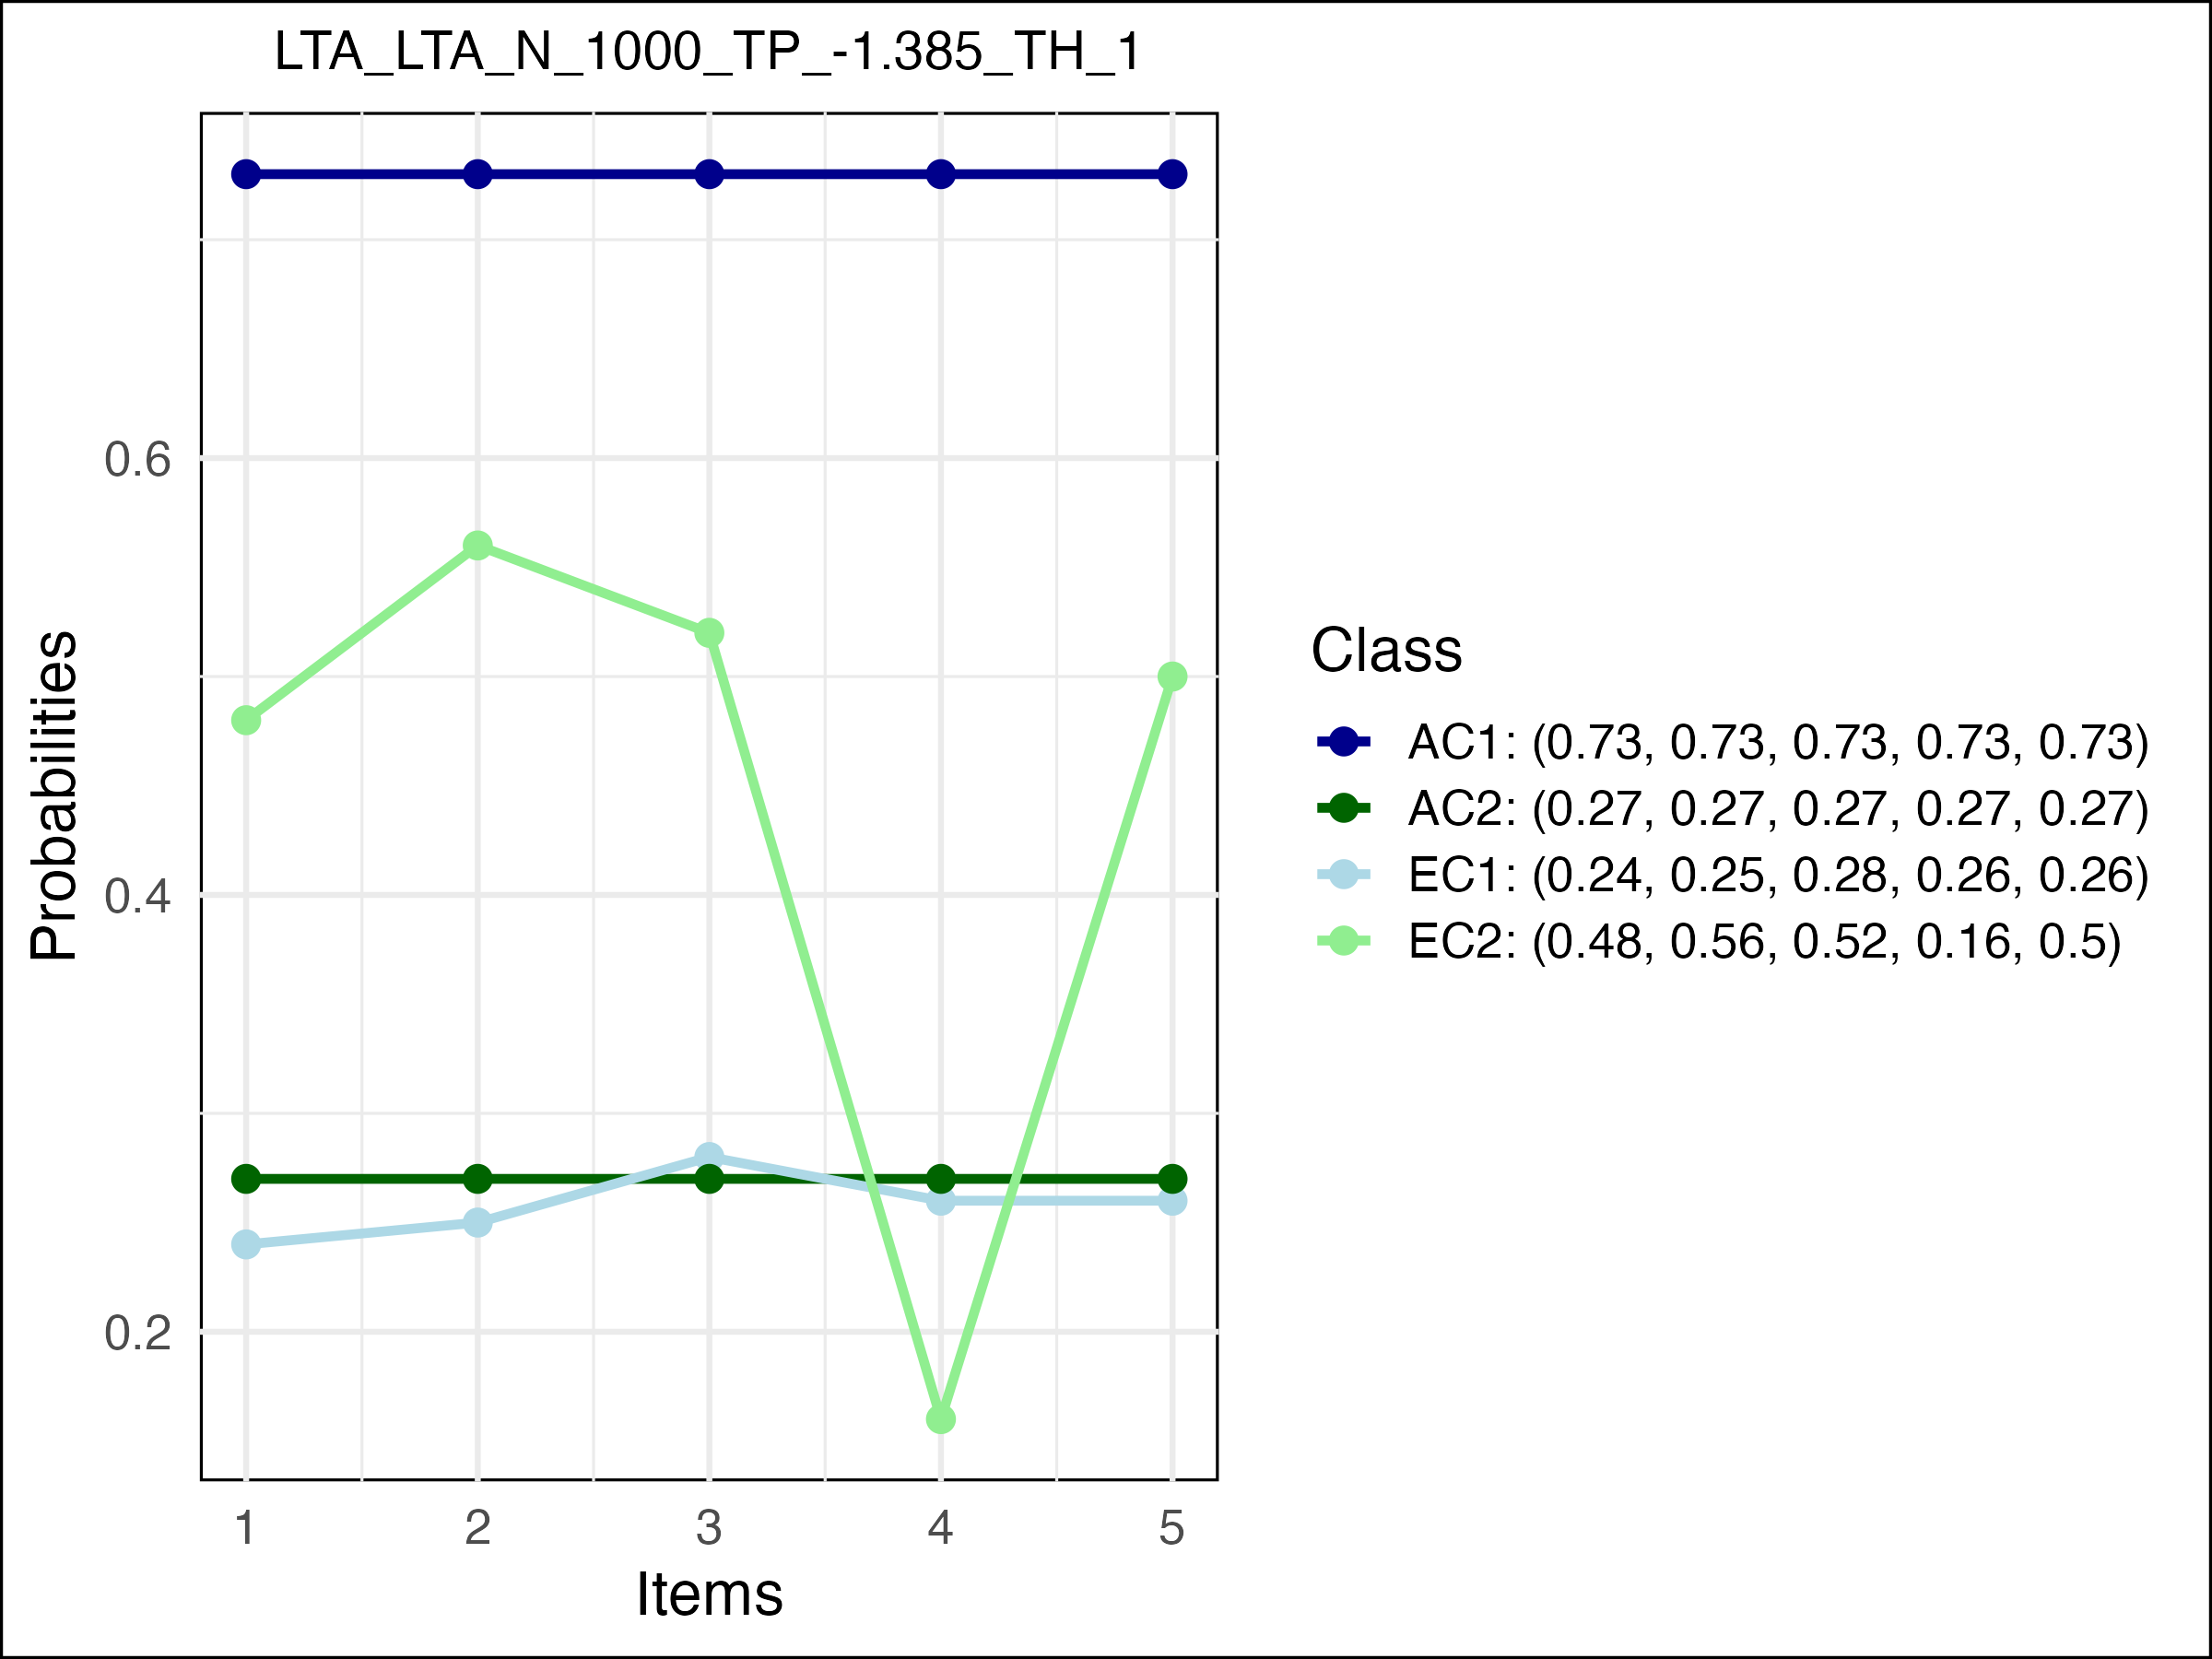 LTA_LTA_N_1000_TP_-1.385_TH_1
Probabilities
0.6
0.4
0.2
1 2 3 4 5
Items
Class
AC1: (0.73, 0.73, 0.73, 0.73, 0.73)
AC2: (0.27, 0.27, 0.27, 0.27, 0.27)
EC1: (0.24, 0.25, 0.28, 0.26, 0.26)
EC2: (0.48, 0.56, 0.52, 0.16, 0.5)